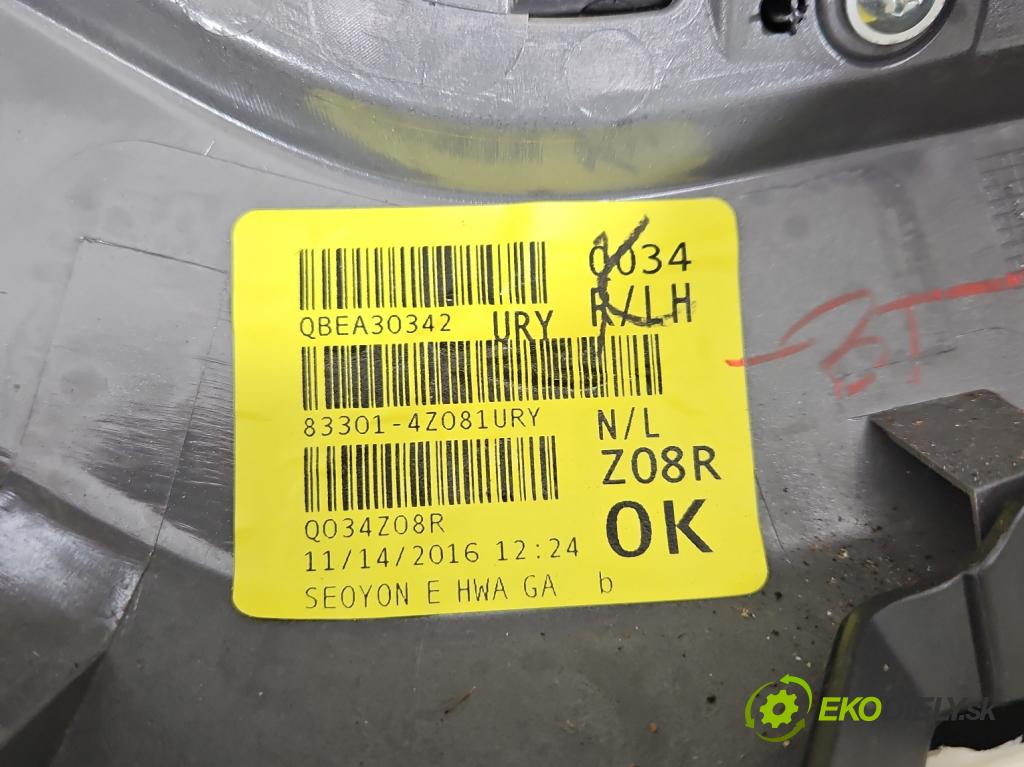 0034
QBEA30342 URY R/LH
83301-4Z081URY N/L
Z08R
Q034Z08R OK
11/14/2016 12:24
SEOYON E HWA GA b
EKODIELY.sk